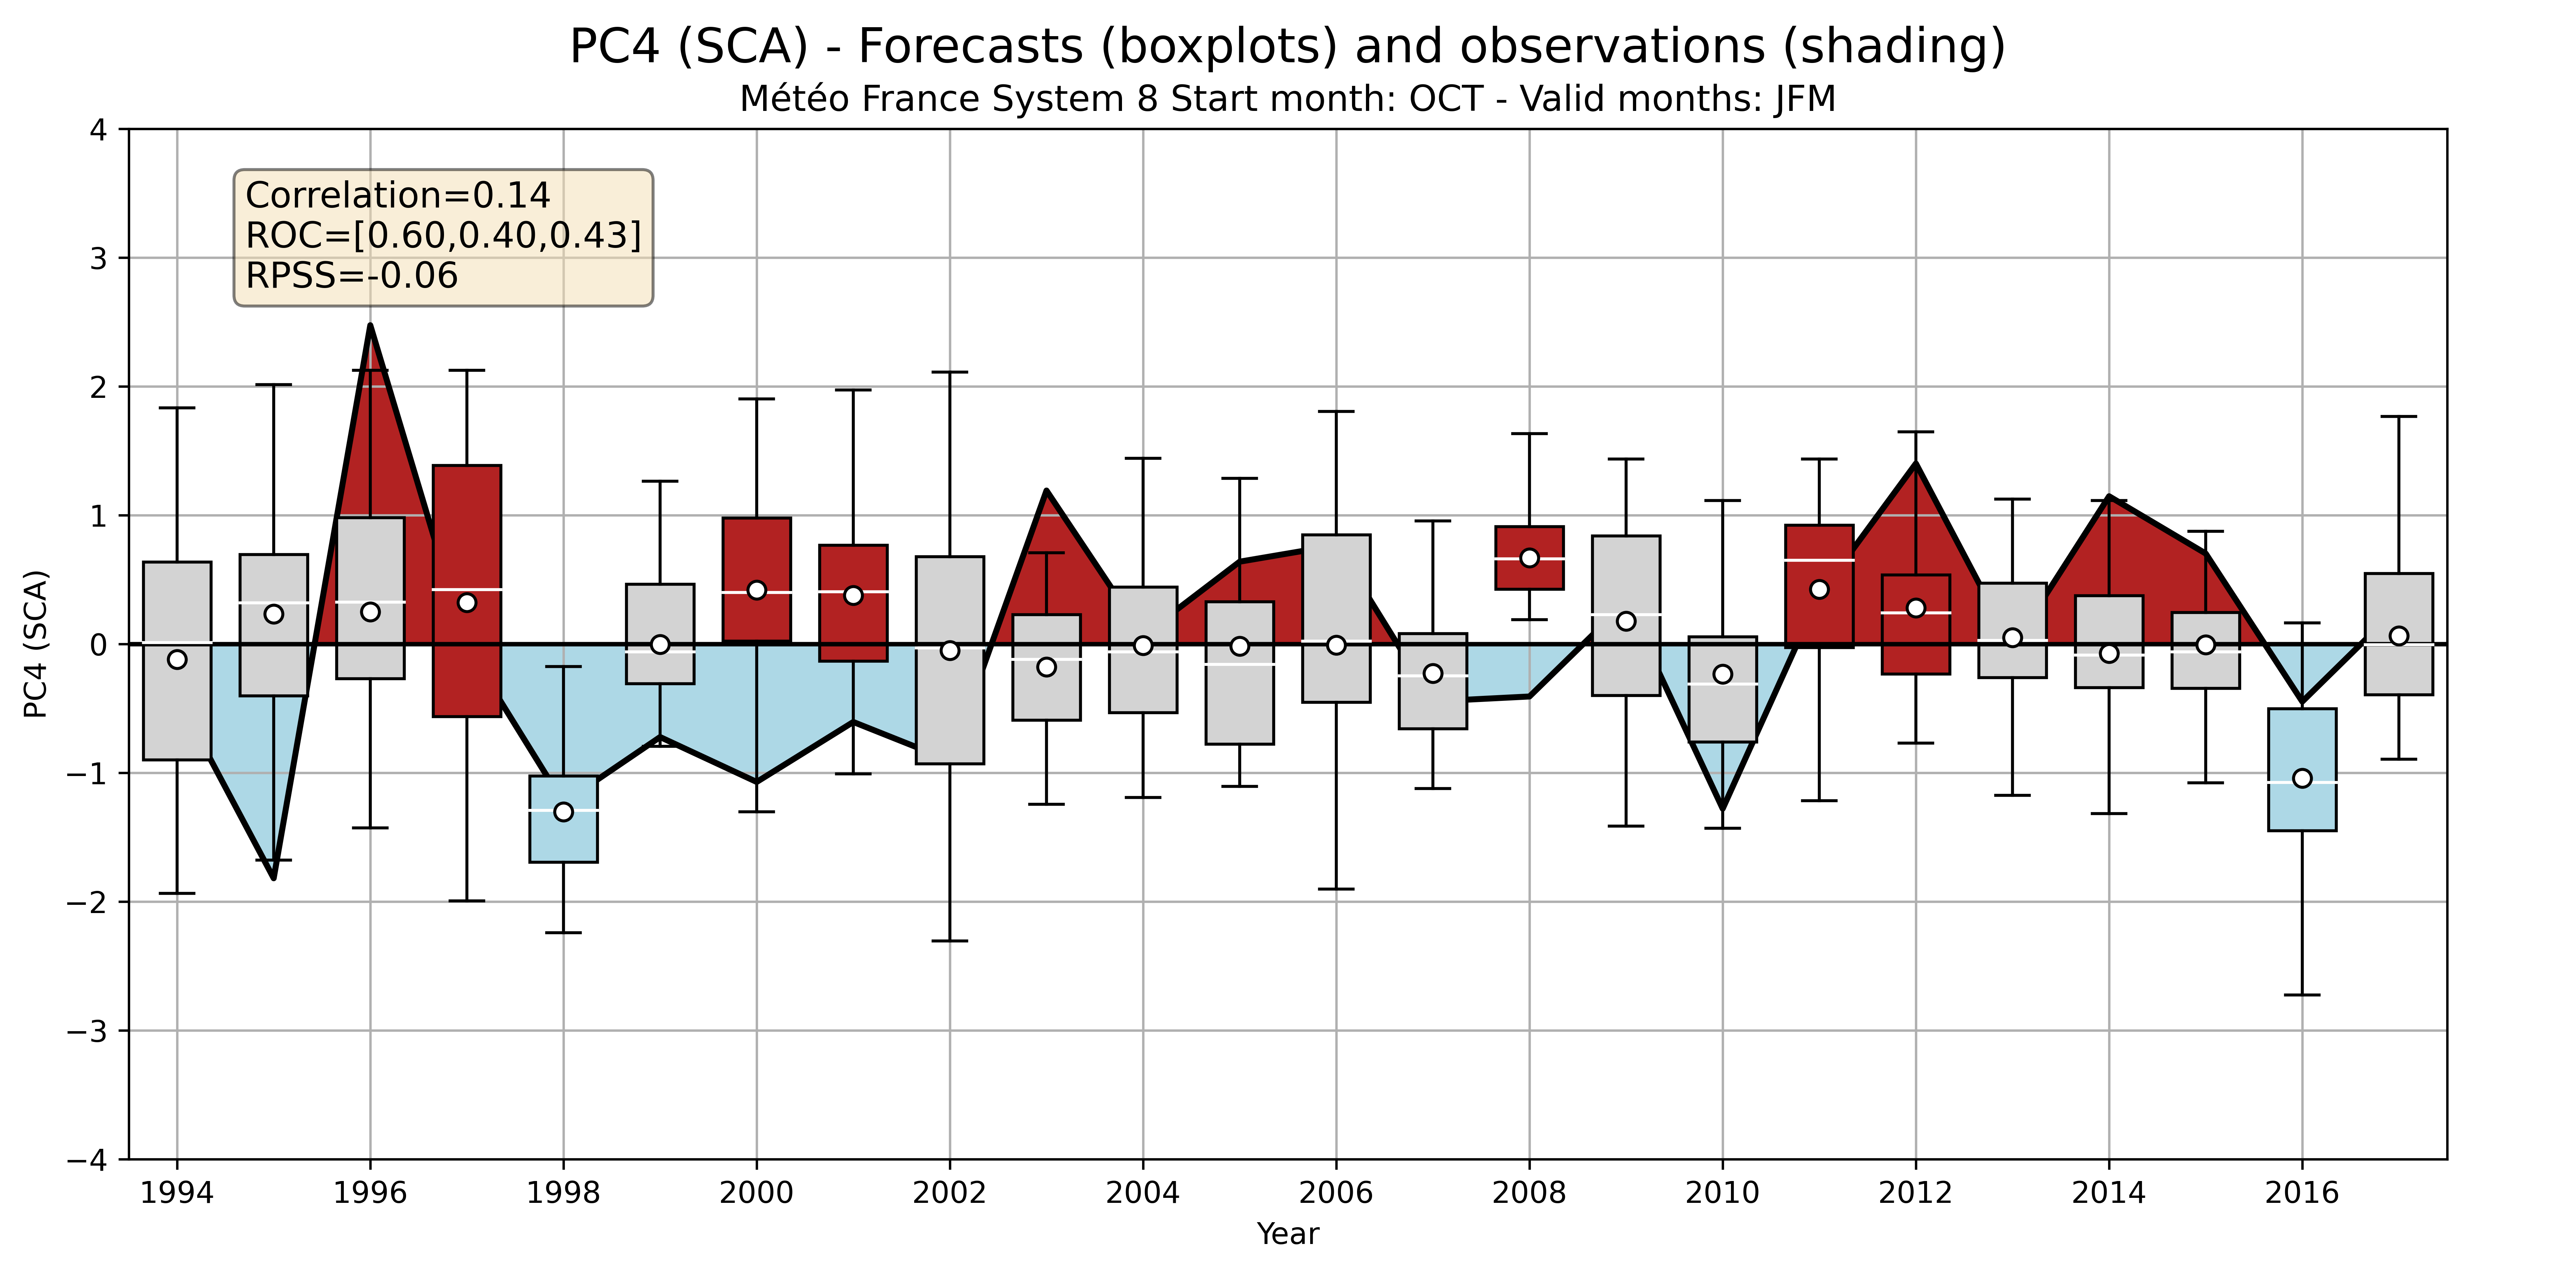 PC4 (SCA) - Forecasts (boxplots) and observations (shading)
Météo France System 8 Start month: OCT - Valid months: JFM
Correlation=0.14
ROC=[0.60,0.40,0.43]
RPSS=-0.06
PC4 (SCA)
4
3
2
1
0
−1
−2
−3
−4
1994 1996 1998 2000 2002 2004 2006 2008 2010 2012 2014 2016
Year